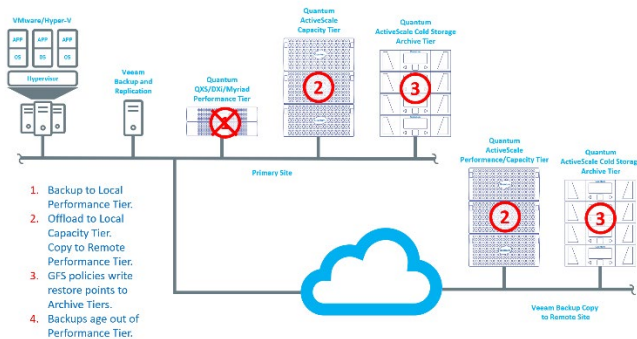 VMware/Hyper-V
APP
APP
APP
OS
OS
OS
Hypervisor
Veeam
Backup and
Replication
Quantum
QXS/DXi/Myriad
Performance Tier
Quantum
ActiveScale
Capacity Tier
2
Quantum
ActiveScale Cold Storage
Archive Tier
3
Primary Site
Quantum
ActiveScale
Performance/Capacity Tier
2
Quantum
ActiveScale Cold Storage
Archive Tier
3
1. Backup to Local
Performance Tier.
2. Offload to Local
Capacity Tier.
Copy to Remote
Performance Tier.
3. GFS policies write
restore points to
Archive Tiers.
4. Backups age out of
Performance Tier.
Veeam Backup Copy
to Remote Site